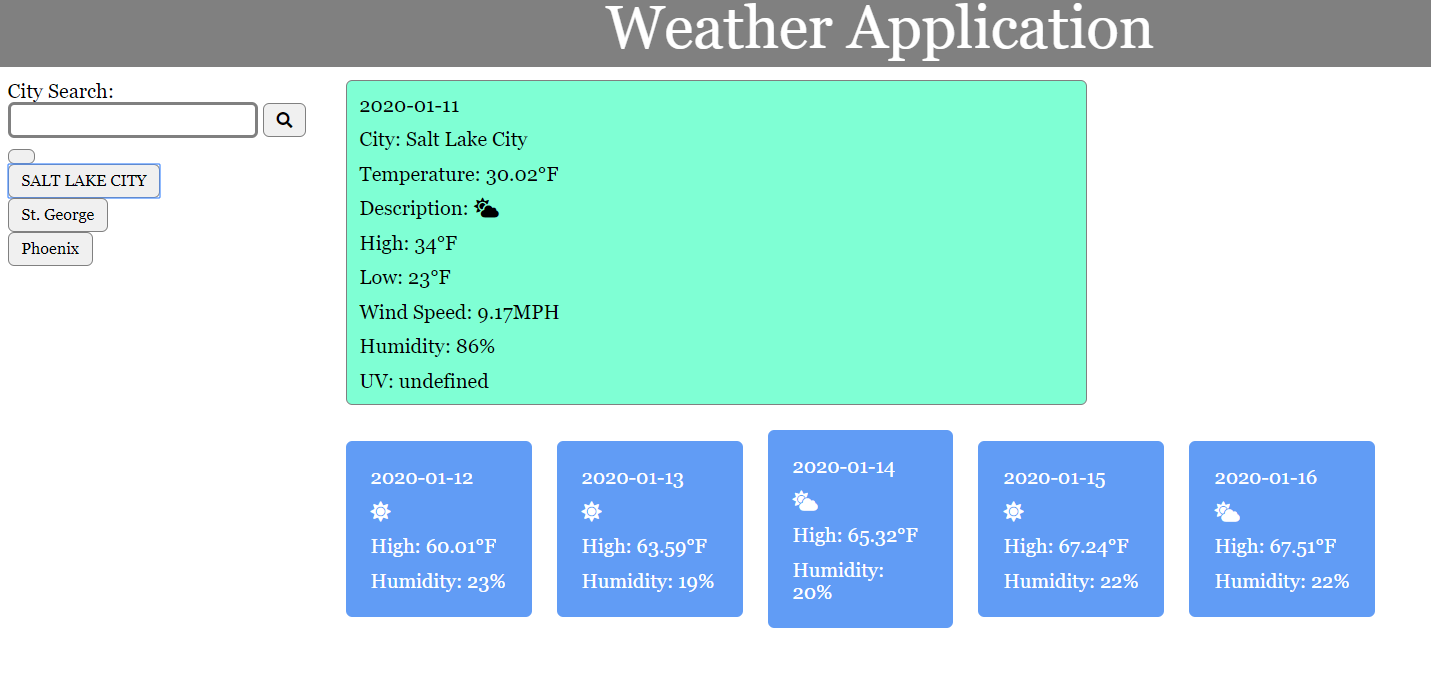 Weather Application
City Search:
SALT LAKE CITY
St. George
Phoenix
2020-01-11
City: Salt Lake City
Temperature: 30.02°F
Description:
High: 34°F
Low: 23°F
Wind Speed: 9.17MPH
Humidity: 86%
UV: undefined
2020-01-12
High: 60.01°F
Humidity: 23%
2020-01-13
High: 63.59°F
Humidity: 19%
2020-01-14
High: 65.32°F
Humidity:
20%
2020-01-15
High: 67.24°F
Humidity: 22%
2020-01-16
High: 67.51°F
Humidity: 22%